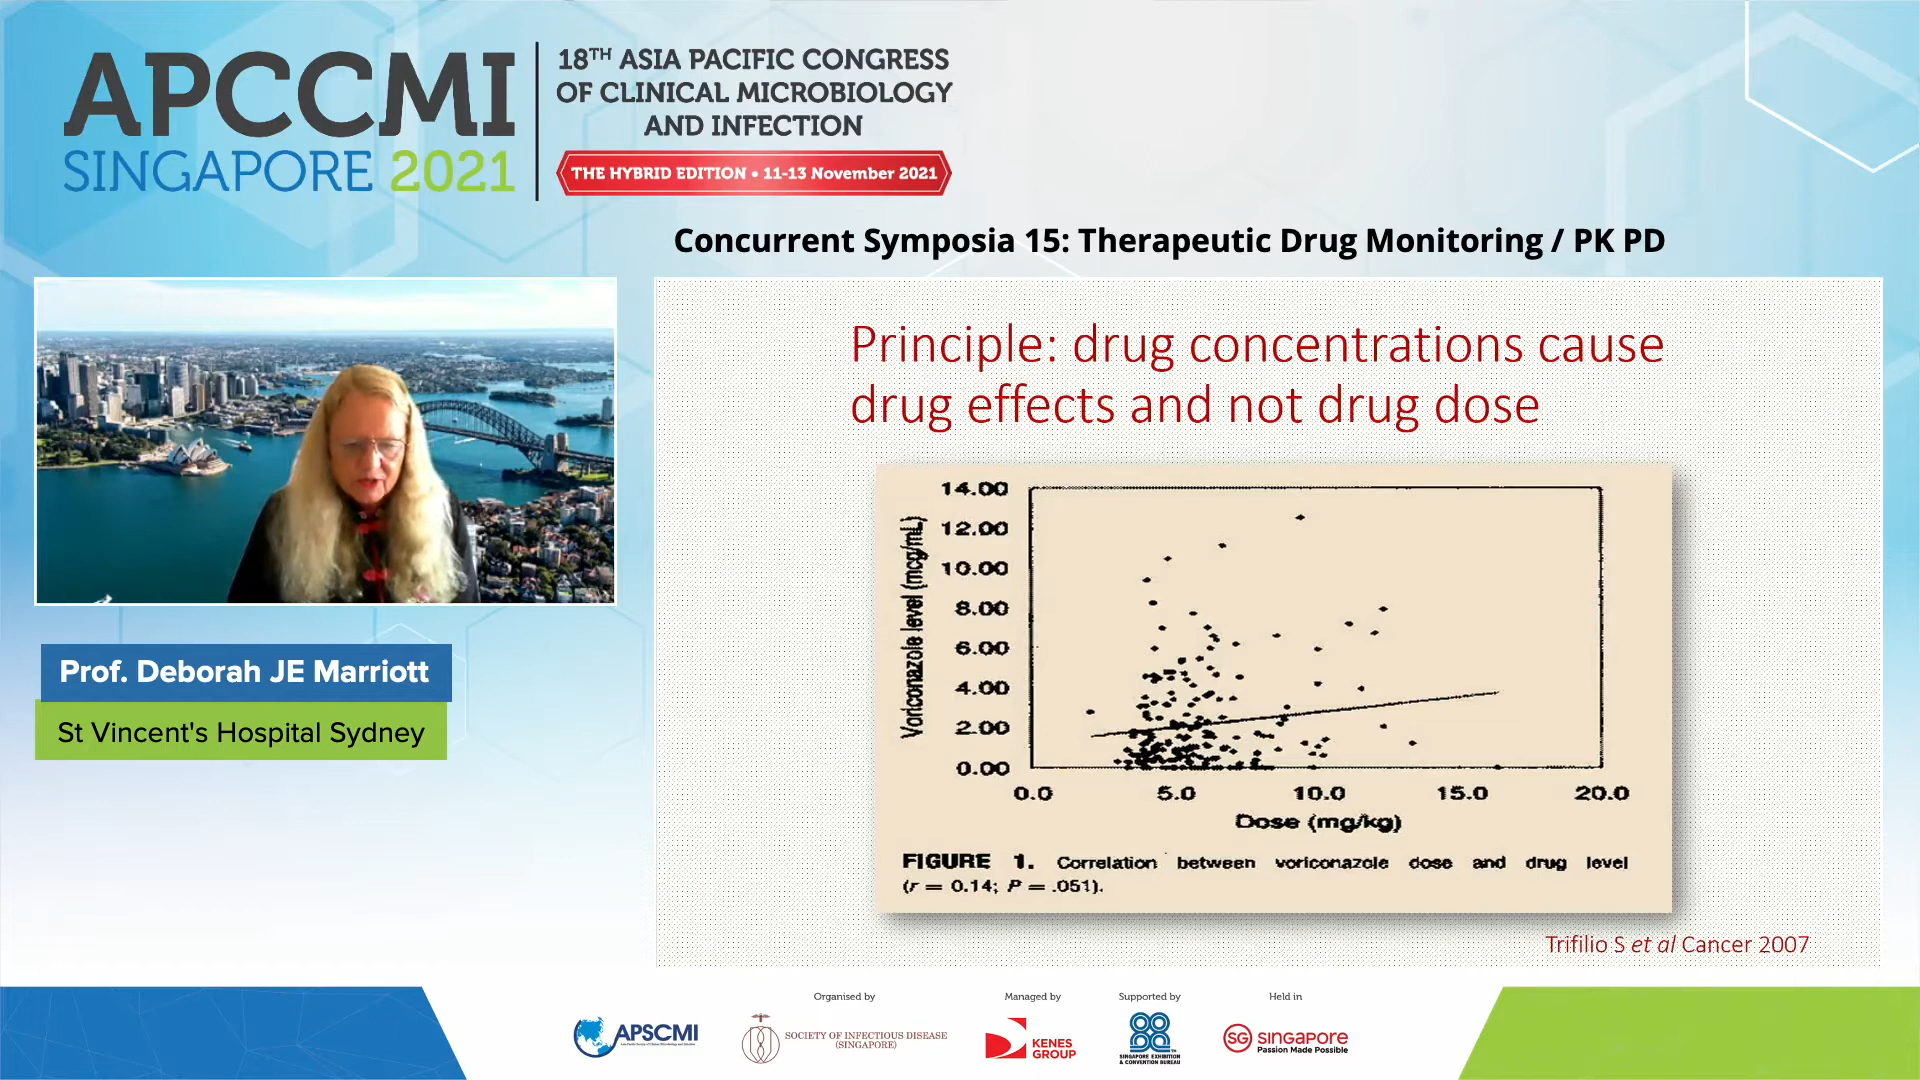 APCCMI
SINGAPORE 2021
18TH ASIA PACIFIC CONGRESS
OF CLINICAL MICROBIOLOGY
AND INFECTION
THE HYBRID EDITION • 11-13 November 2021
Concurrent Symposia 15: Therapeutic Drug Monitoring / PK PD
Prof. Deborah JE Marriott
St Vincent's Hospital Sydney
Principle: drug concentrations cause
drug effects and not drug dose
Voriconazole level (mcg/mL)
14.00
12.00
10.00
8.00
6.00
4.00
2.00
0.00
0.0 5.0 10.0 15.0 20.0
Dose (mg/kg)
FIGURE 1. Correlation between voriconazole dose and drug level
(r = 0.14; P = .051).
Trifilio S et al Cancer 2007
Organised by
Managed by
Supported by
Held in
APSCMI
SOCIETY OF INFECTIOUS DISEASE
(SINGAPORE)
KENES
GROUP
SINGAPORE EXHIBITION
& CONVENTION BUREAU
SG SINGAPORE
Passion Made Possible